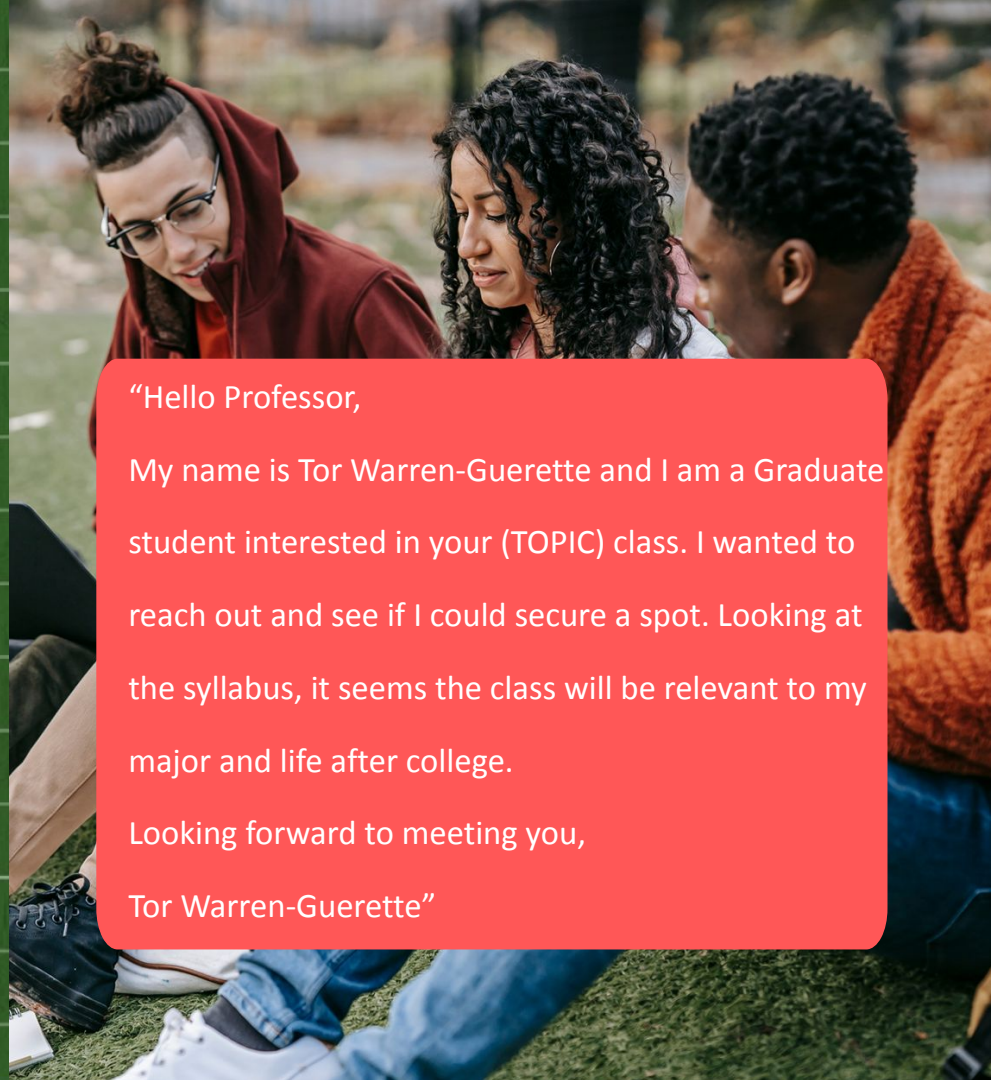 “Hello Professor,
My name is Tor Warren-Guerette and I am a Graduate
student interested in your (TOPIC) class. I wanted to
reach out and see if I could secure a spot. Looking at
the syllabus, it seems the class will be relevant to my
major and life after college.
Looking forward to meeting you,
Tor Warren-Guerette”